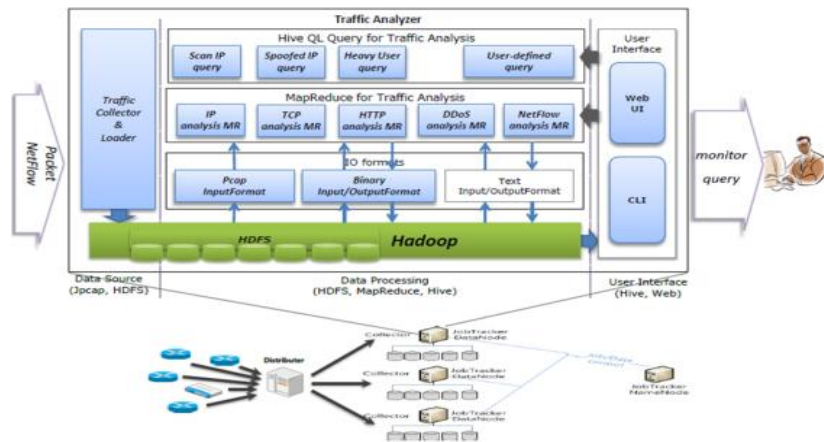 Traffic Analyzer
Hive QL Query for Traffic Analysis
Scan IP
query
Spoofed IP
query
Heavy User
query
User-defined
query
User
Interface
Traffic
Collector
&
Loader
MapReduce for Traffic Analysis
IP
analysis MR
TCP
analysis MR
HTTP
analysis MR
DDoS
analysis MR
NetFlow
analysis MR
Web
UI
Packet
NetFlow
IO formats
Pcap
InputFormat
Binary
Input/OutputFormat
Text
Input/OutputFormat
CLI
monitor
query
HDFS
Hadoop
Data Source
(Jpcap, HDFS)
Data Processing
(HDFS, MapReduce, Hive)
User Interface
(Hive, Web)
Distributer
Collector
JobTracker
DataNode
Collector
JobTracker
DataNode
Collector
JobTracker
DataNode
JobTracker
NameNode